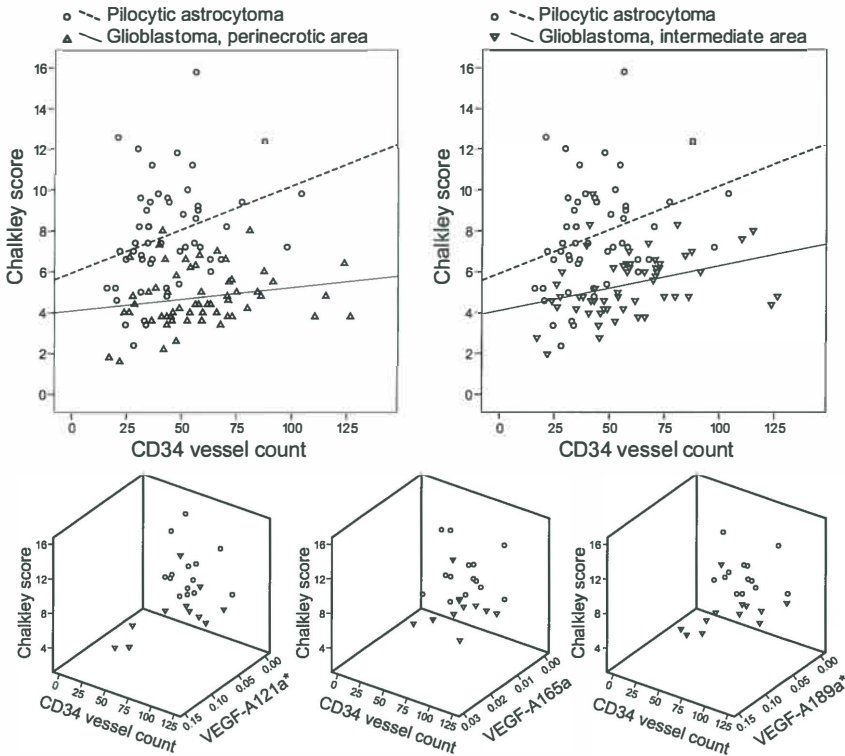 Pilocytic astrocytoma
Glioblastoma, perinecrotic area
16
14
12
10
8
6
4
2
0
Chalkley score
0 25 50 75 100 125
CD34 vessel count
Pilocytic astrocytoma
Glioblastoma, intermediate area
16
14
12
10
8
6
4
2
0
Chalkley score
0 25 50 75 100 125
CD34 vessel count
16
12
8
4
Chalkley score
0 25 50 75 100 125
CD34 vessel count
0.15 0.10 0.05 0.00
VEGF-A121a*
16
12
8
4
Chalkley score
0 25 50 75 100 125
CD34 vessel count
0.03 0.02 0.01 0.00
VEGF-A165a
16
12
8
4
Chalkley score
0 25 50 75 100 125
CD34 vessel count
0.15 0.10 0.05 0.00
VEGF-A189a*